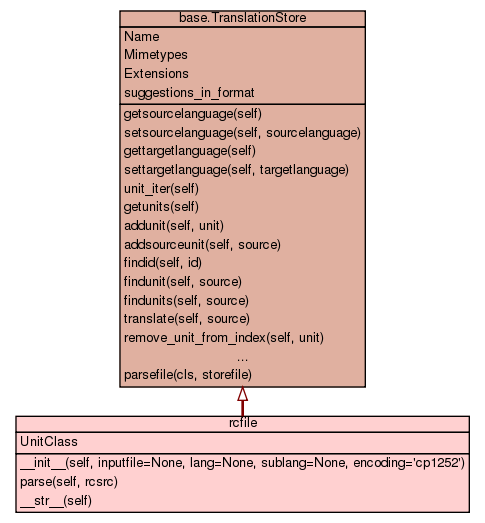 base.TranslationStore
Name
Mimetypes
Extensions
suggestions_in_format
getsourcelanguage(self)
setsourcelanguage(self, sourcelanguage)
gettargetlanguage(self)
settargetlanguage(self, targetlanguage)
unit_iter(self)
getunits(self)
addunit(self, unit)
addsourceunit(self, source)
findid(self, id)
findunit(self, source)
findunits(self, source)
translate(self, source)
remove_unit_from_index(self, unit)
...
parsefile(cls, storefile)
rcfile
UnitClass
__init__(self, inputfile=None, lang=None, sublang=None, encoding='cp1252')
parse(self, rcsrc)
__str__(self)